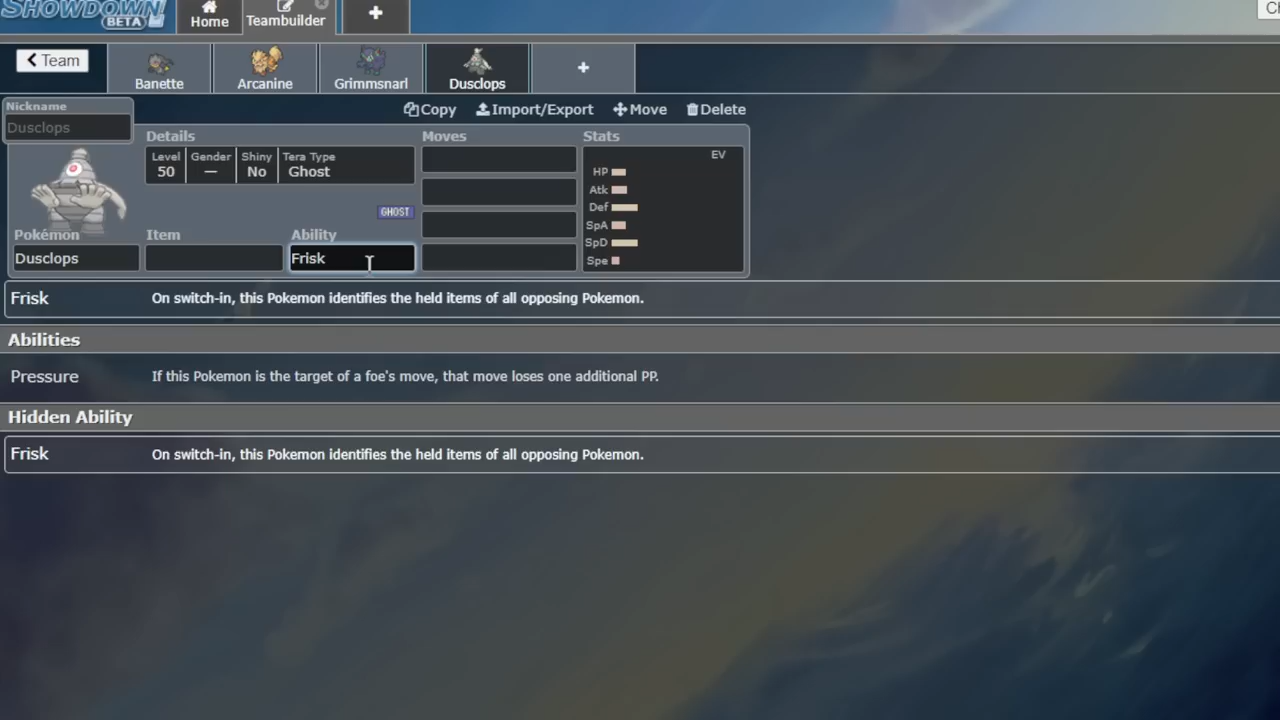 SHOWDOWN
BETA
Home
Teambuilder
+
Ch
Team
Banette
Arcanine
Grimmsnarl
Dusclops
+
Nickname
Dusclops
Copy
Import/Export
Move
Delete
Details
Moves
Stats
Level
50
Gender
—
Shiny
No
Tera Type
Ghost
EV
HP
Atk
Def
SpA
SpD
Spe
GHOST
Pokémon
Dusclops
Item
Ability
Frisk
Frisk On switch-in, this Pokemon identifies the held items of all opposing Pokemon.
Abilities
Pressure If this Pokemon is the target of a foe's move, that move loses one additional PP.
Hidden Ability
Frisk On switch-in, this Pokemon identifies the held items of all opposing Pokemon.